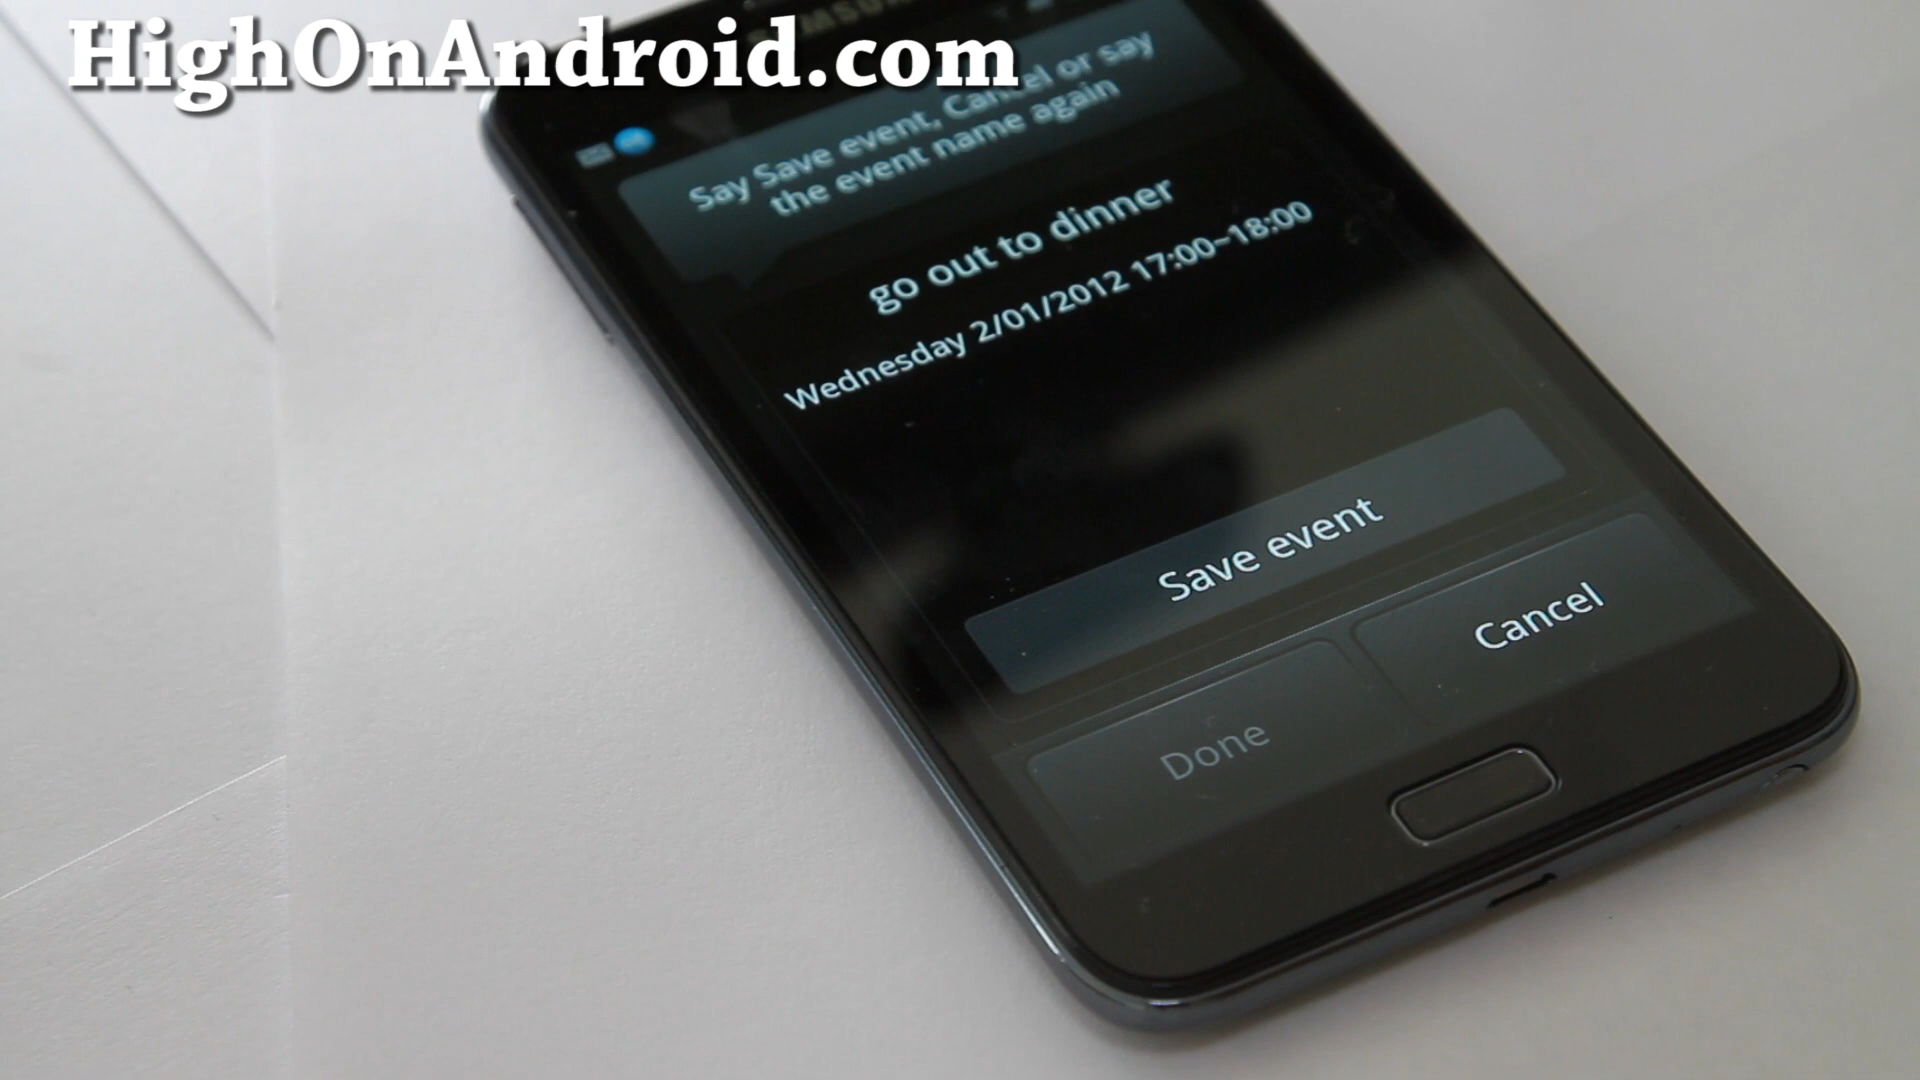 HighOnAndroid.com
SAMSUNG
Say Save event, Cancel or say
the event name again
go out to dinner
Wednesday 2/01/2012 17:00~18:00
Save event
Done
Cancel